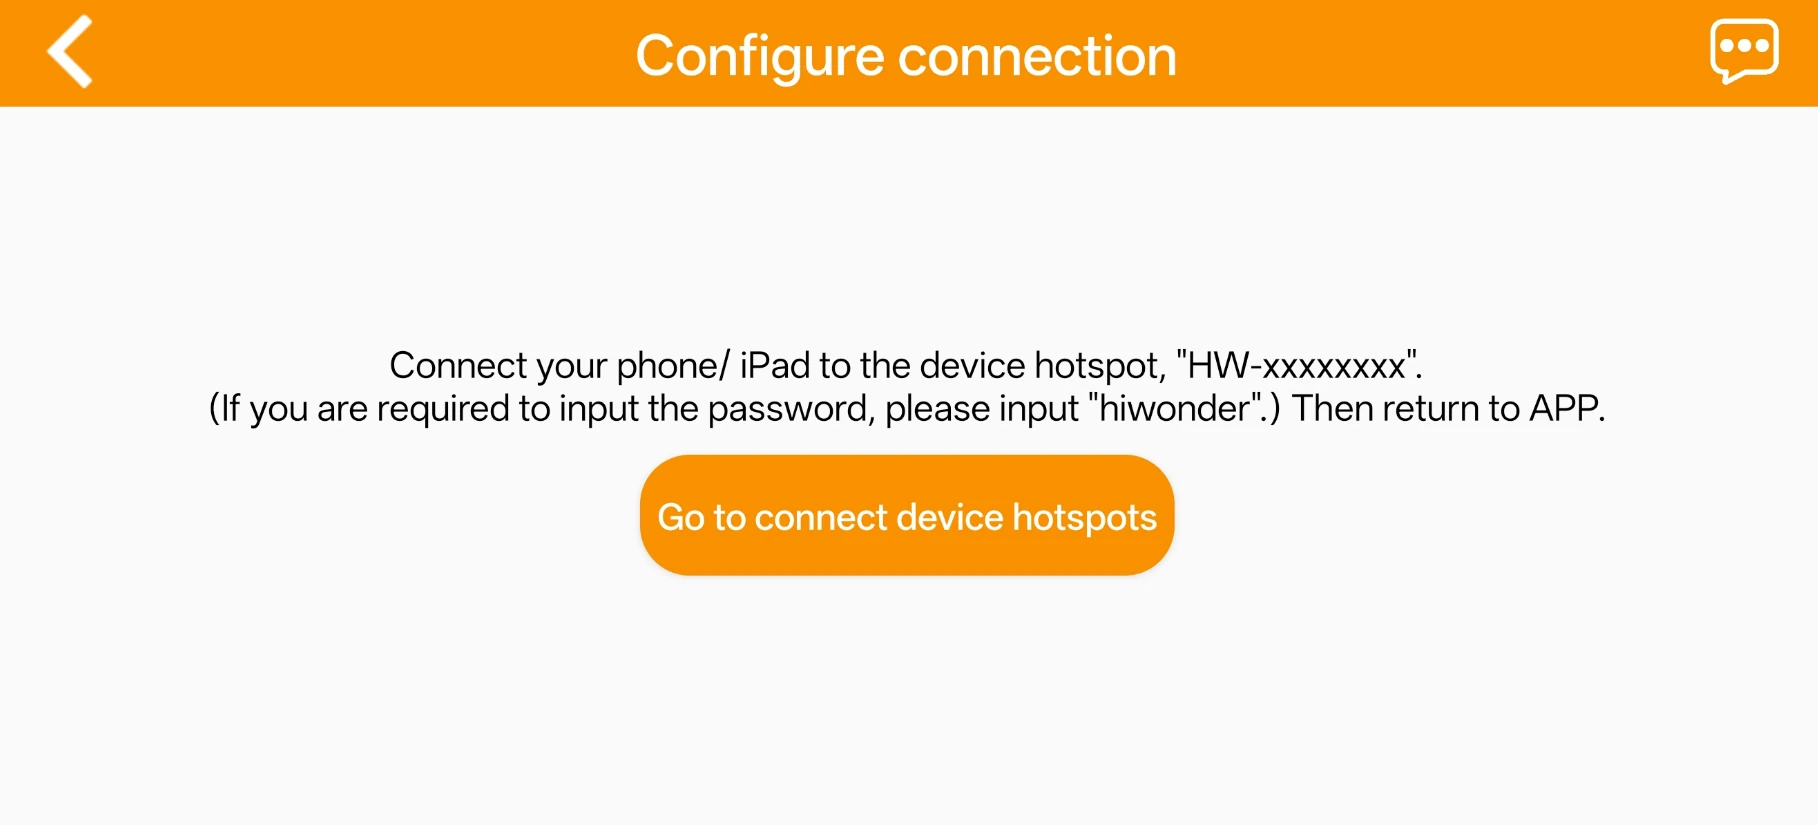 Configure connection
Connect your phone/ iPad to the device hotspot, "HW-xxxxxxxx".
(If you are required to input the password, please input "hiwonder".) Then return to APP.
Go to connect device hotspots